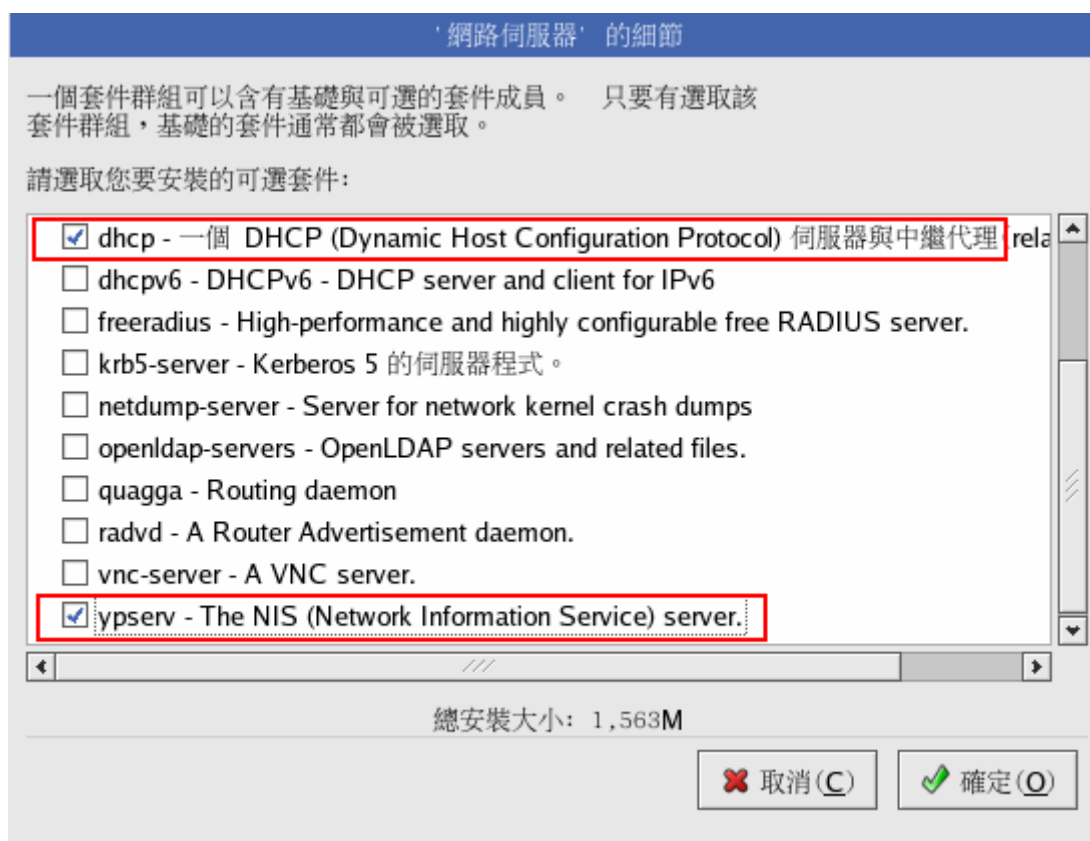 '網路伺服器' 的細節
一個套件群組可以含有基礎與可選的套件成員。 只要有選取該
套件群組，基礎的套件通常都會被選取。
請選取您要安裝的可選套件:
dhcp - 一個 DHCP (Dynamic Host Configuration Protocol) 伺服器與中繼代理(rela
dhcpv6 - DHCPv6 - DHCP server and client for IPv6
freeradius - High-performance and highly configurable free RADIUS server.
krb5-server - Kerberos 5 的伺服器程式。
netdump-server - Server for network kernel crash dumps
openldap-servers - OpenLDAP servers and related files.
quagga - Routing daemon
radvd - A Router Advertisement daemon.
vnc-server - A VNC server.
ypserv - The NIS (Network Information Service) server.
總安裝大小: 1,563M
取消(C) 確定(O)